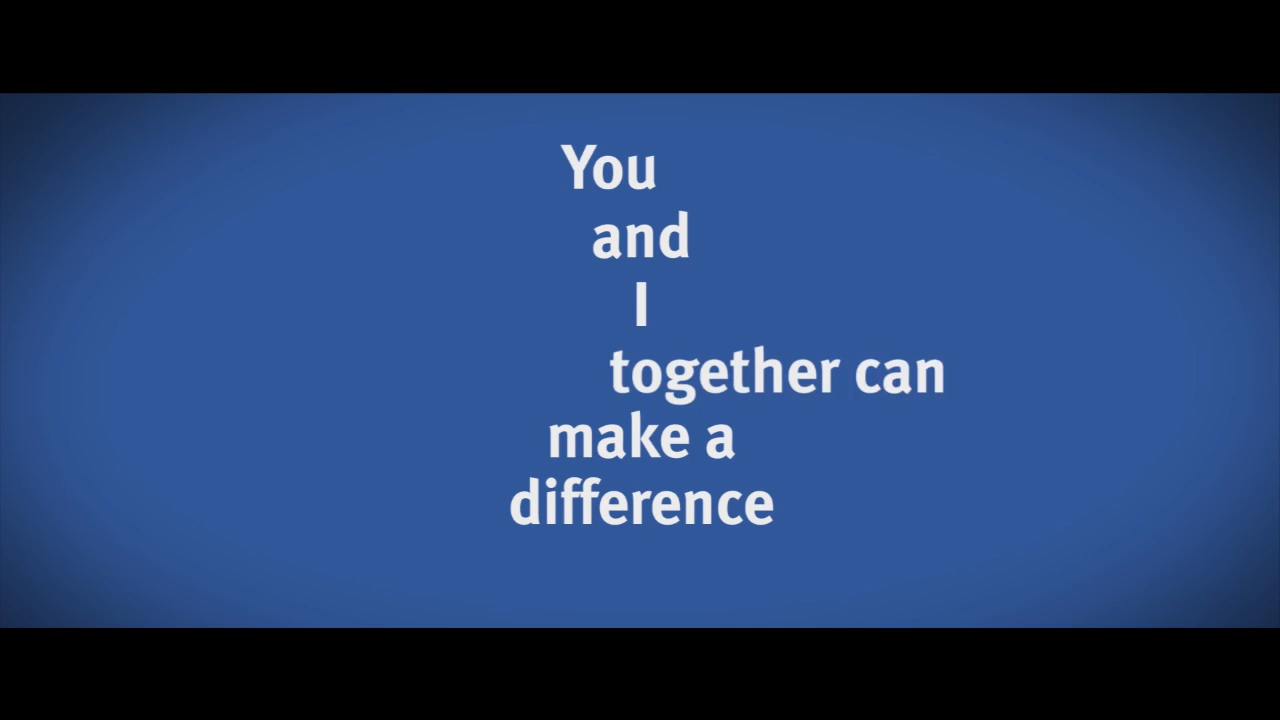 You
and
I
together can
make a
difference